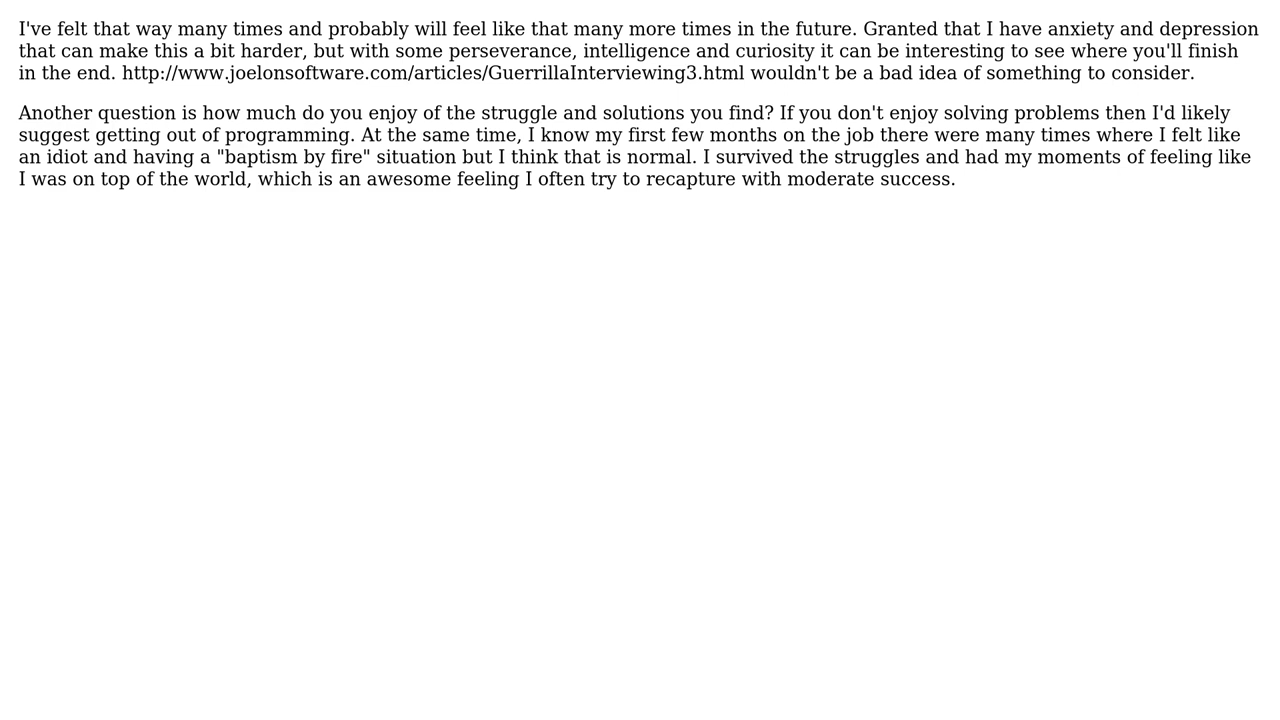 I've felt that way many times and probably will feel like that many more times in the future. Granted that I have anxiety and depression
that can make this a bit harder, but with some perseverance, intelligence and curiosity it can be interesting to see where you'll finish
in the end. http://www.joelonsoftware.com/articles/GuerrillaInterviewing3.html wouldn't be a bad idea of something to consider.
Another question is how much do you enjoy of the struggle and solutions you find? If you don't enjoy solving problems then I'd likely
suggest getting out of programming. At the same time, I know my first few months on the job there were many times where I felt like
an idiot and having a "baptism by fire" situation but I think that is normal. I survived the struggles and had my moments of feeling like
I was on top of the world, which is an awesome feeling I often try to recapture with moderate success.